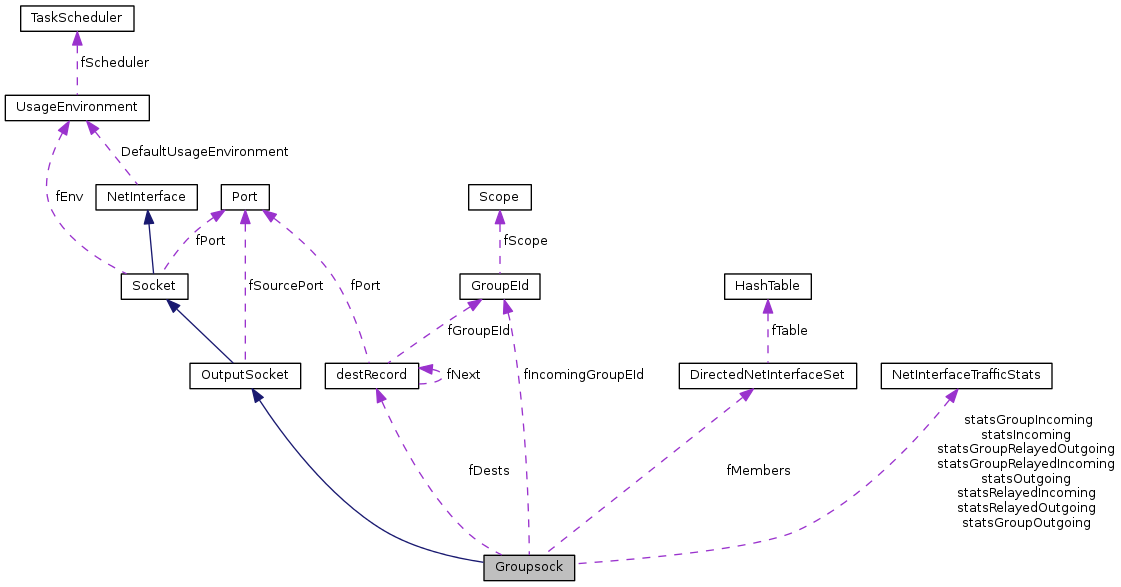 TaskScheduler
fScheduler
UsageEnvironment
DefaultUsageEnvironment
fEnv
NetInterface
Port
Scope
fPort
fScope
Socket
fSourcePort
fPort
GroupEId
HashTable
fGroupEId
fTable
OutputSocket
destRecord
fNext
fIncomingGroupEId
DirectedNetInterfaceSet
NetInterfaceTrafficStats
fDests
fMembers
statsGroupIncoming
statsIncoming
statsGroupRelayedOutgoing
statsGroupRelayedIncoming
statsOutgoing
statsRelayedIncoming
statsRelayedOutgoing
statsGroupOutgoing
Groupsock